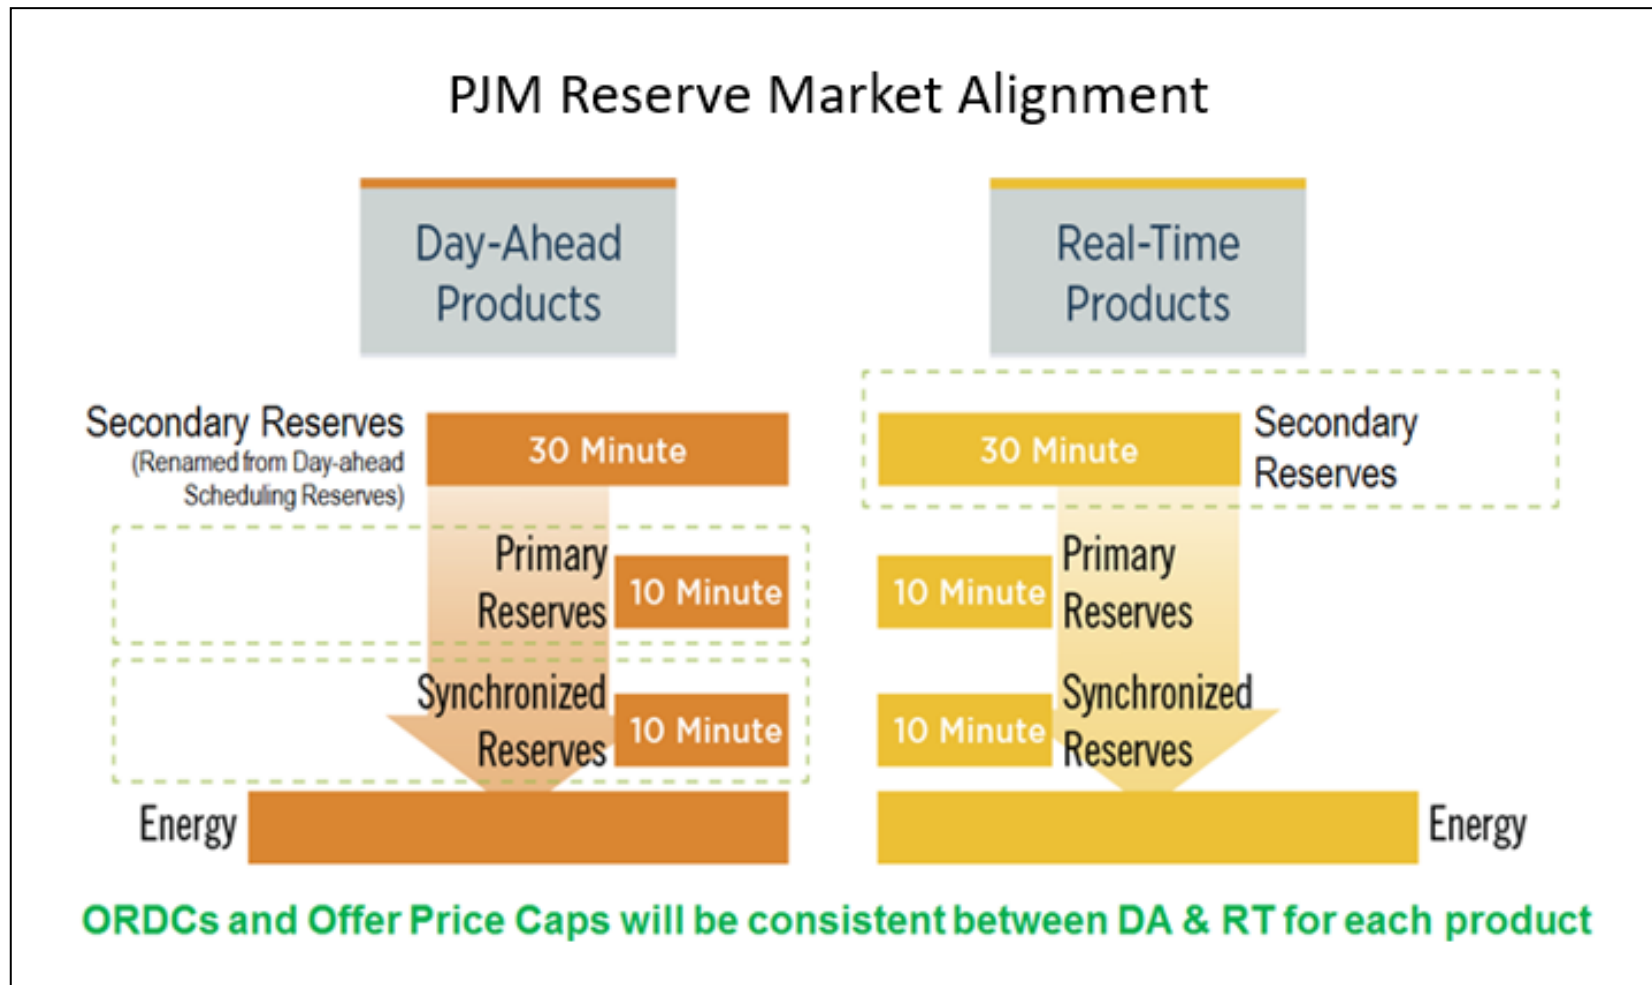 PJM Reserve Market Alignment
Day-Ahead
Products
Real-Time
Products
Secondary Reserves
(Renamed from Day-ahead
Scheduling Reserves)
30 Minute
30 Minute
Secondary
Reserves
Primary
Reserves
10 Minute
10 Minute
Primary
Reserves
Synchronized
Reserves
10 Minute
10 Minute
Synchronized
Reserves
Energy
Energy
ORDCs and Offer Price Caps will be consistent between DA & RT for each product